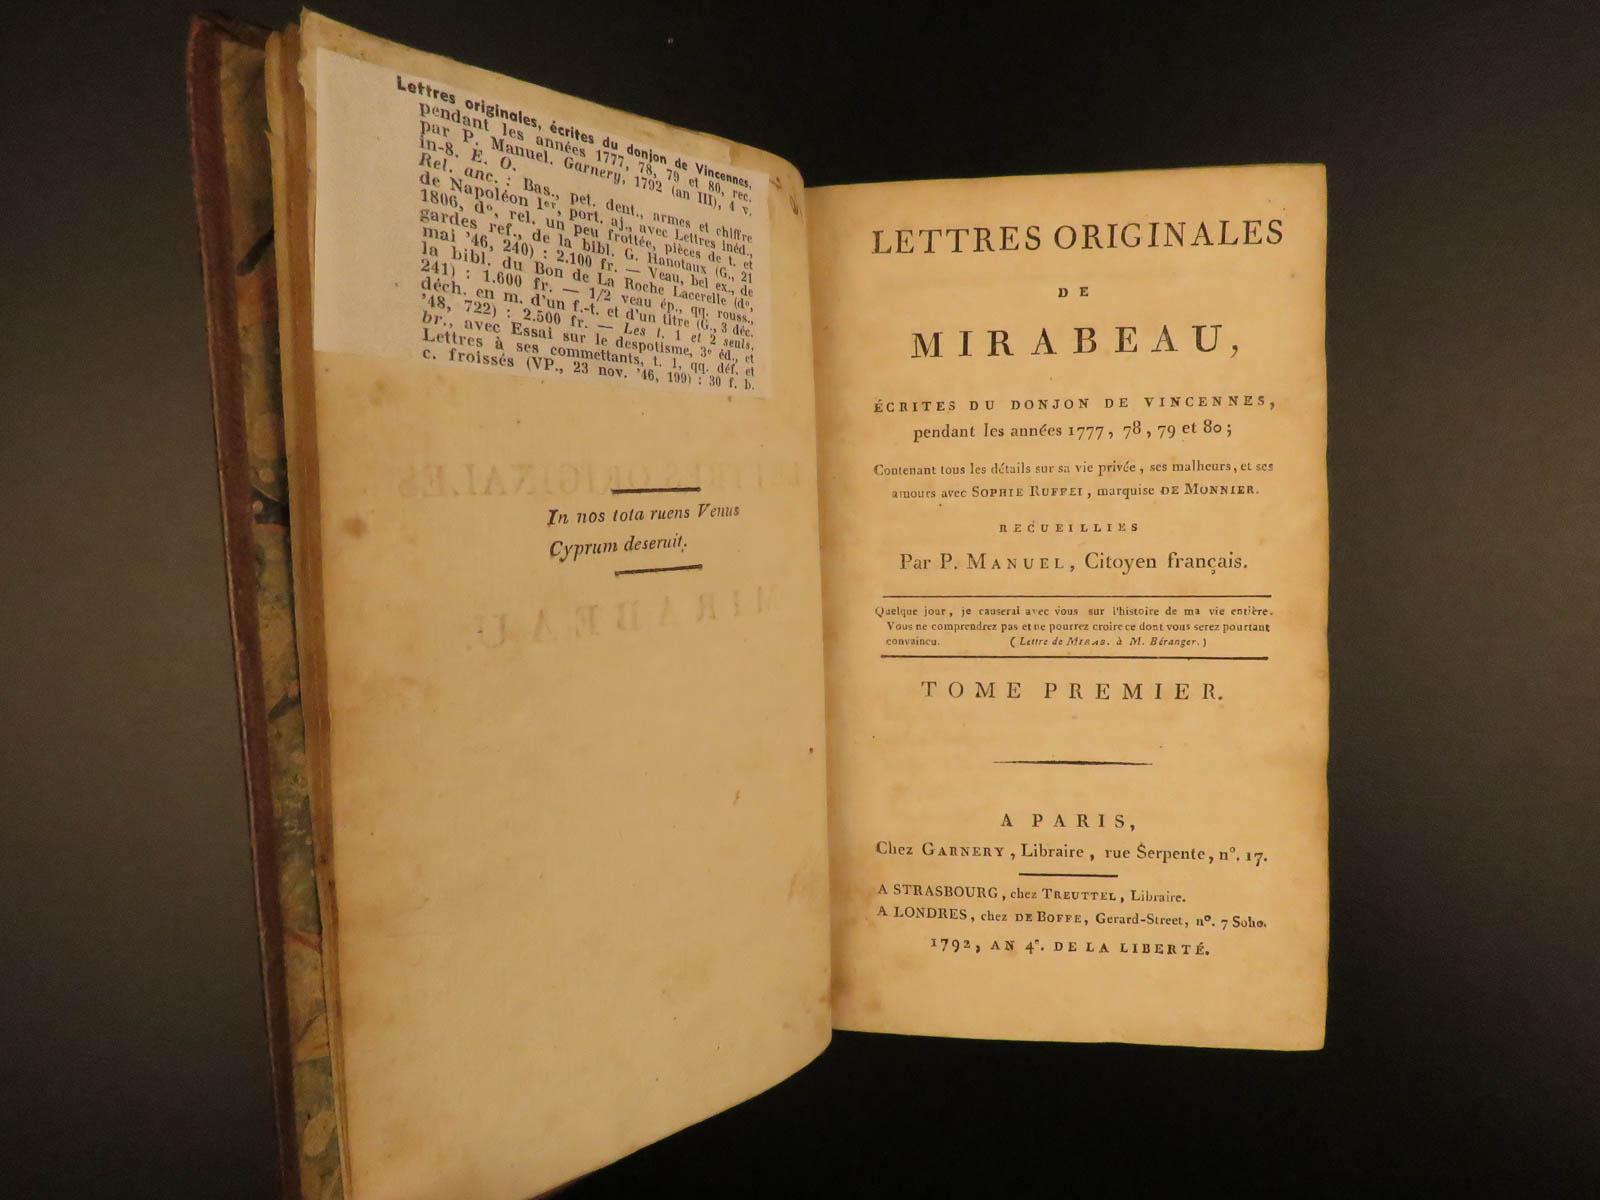 Lettres originales, écrites du donjon de Vincennes,
pendant les années 1777, 78, 79 et 80, rec.
par P. Manuel. Garnery, 1792 (an III), 4 v.
in-8. E. O.
Rel. anc. : Bas., pet. dent., armes et chiffre
de Napoléon Ier, port. aj., avec Lettres inéd.,
1806, do, rel. un peu frottée, pièces de t. et
gardes ref., de la bibl. G. Hanotaux (G., 21
mai '46, 240) : 2.100 fr. — Veau, bel ex., de
la bibl. du Bon de La Roche Lacerelle (do,
241) : 1.600 fr. — 1/2 veau ép., qq. rouss.,
déch. en m. d'un f.-t. et d'un titre (G., 3 déc.
'48, 722) : 2.500 fr. — Les t. 1 et 2 seuls,
br., avec Essai sur le despotisme, 3e éd., et
Lettres à ses commettants, t. 1, qq. déf. et
c. froissés (VP., 23 nov. '46, 199) : 30 f. b.
In nos tota ruens Venus
Cyprum deseruit.
LETTRES ORIGINALES
DE
MIRABEAU,
ÉCRITES DU DONJON DE VINCENNES,
pendant les années 1777, 78, 79 et 80 ;
Contenant tous les détails sur sa vie privée, ses malheurs, et ses
amours avec SOPHIE RUFFEI, marquise DE MONNIER.
RECUEILLIES
Par P. MANUEL, Citoyen français.
Quelque jour, je causerai avec vous sur l'histoire de ma vie entière.
Vous ne comprendrez pas et ne pourrez croire ce dont vous serez pourtant
convaincu. (Lettre de MIRAB. à M. Béranger.)
TOME PREMIER.
A PARIS,
Chez GARNERY, Libraire, rue Serpente, n°. 17.
A STRASBOURG, chez TREUTTEL, Libraire.
A LONDRES, chez DE BOFFE, Gerard-Street, n°. 7 Soho.
1792, AN 4e. DE LA LIBERTÉ.